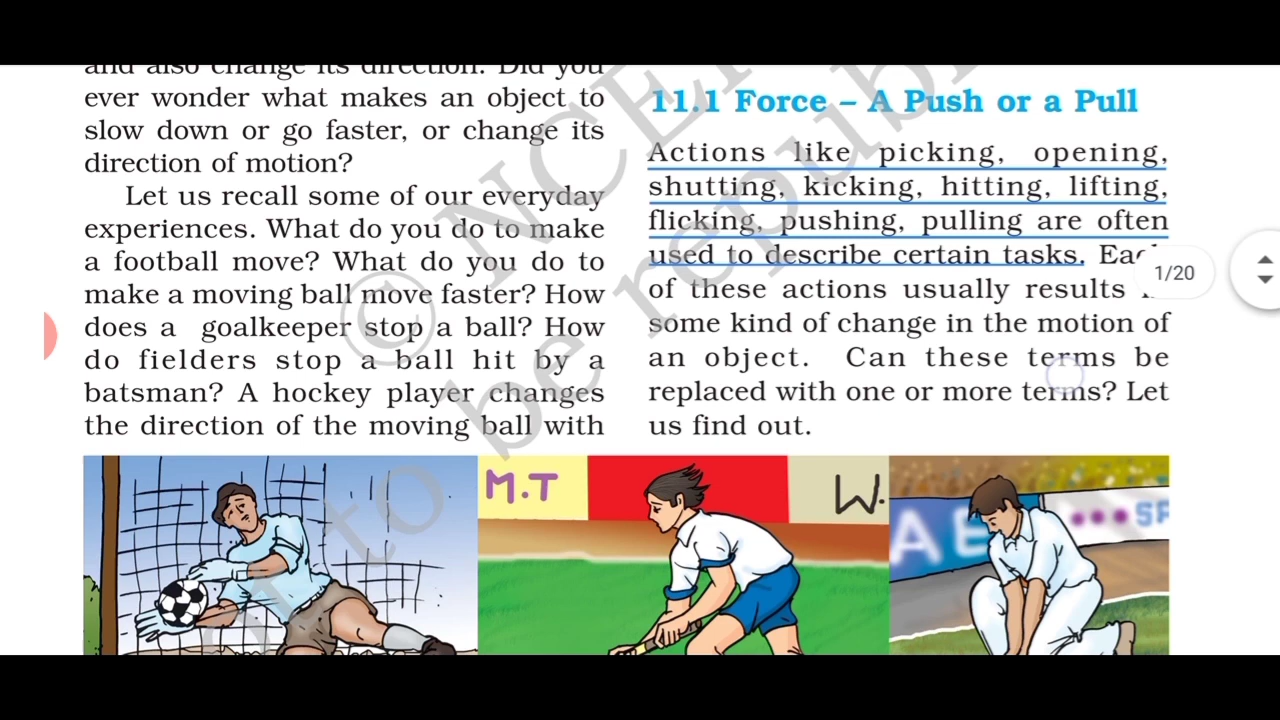 and also change its direction. Did you
ever wonder what makes an object to
slow down or go faster, or change its
direction of motion?
Let us recall some of our everyday
experiences. What do you do to make
a football move? What do you do to
make a moving ball move faster? How
does a goalkeeper stop a ball? How
do fielders stop a ball hit by a
batsman? A hockey player changes
the direction of the moving ball with
11.1 Force – A Push or a Pull
Actions like picking, opening,
shutting, kicking, hitting, lifting,
flicking, pushing, pulling are often
used to describe certain tasks.
of these actions usually results
some kind of change in the motion of
an object. Can these terms be
replaced with one or more terms? Let
us find out.
1/20
M.T
W.
A
SP
© NCE
to be republ